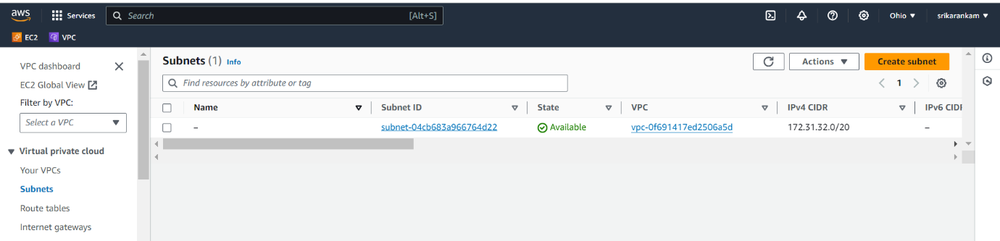 aws Services Search [Alt+S] Ohio srikarankam
EC2 VPC
VPC dashboard
EC2 Global View
Filter by VPC:
Select a VPC
Virtual private cloud
Your VPCs
Subnets
Route tables
Internet gateways
Subnets (1) Info Actions Create subnet
Find resources by attribute or tag 1
Name Subnet ID State VPC IPv4 CIDR IPv6 CIDR
– subnet-04cb683a966764d22 Available vpc-0f691417ed2506a5d 172.31.32.0/20 –